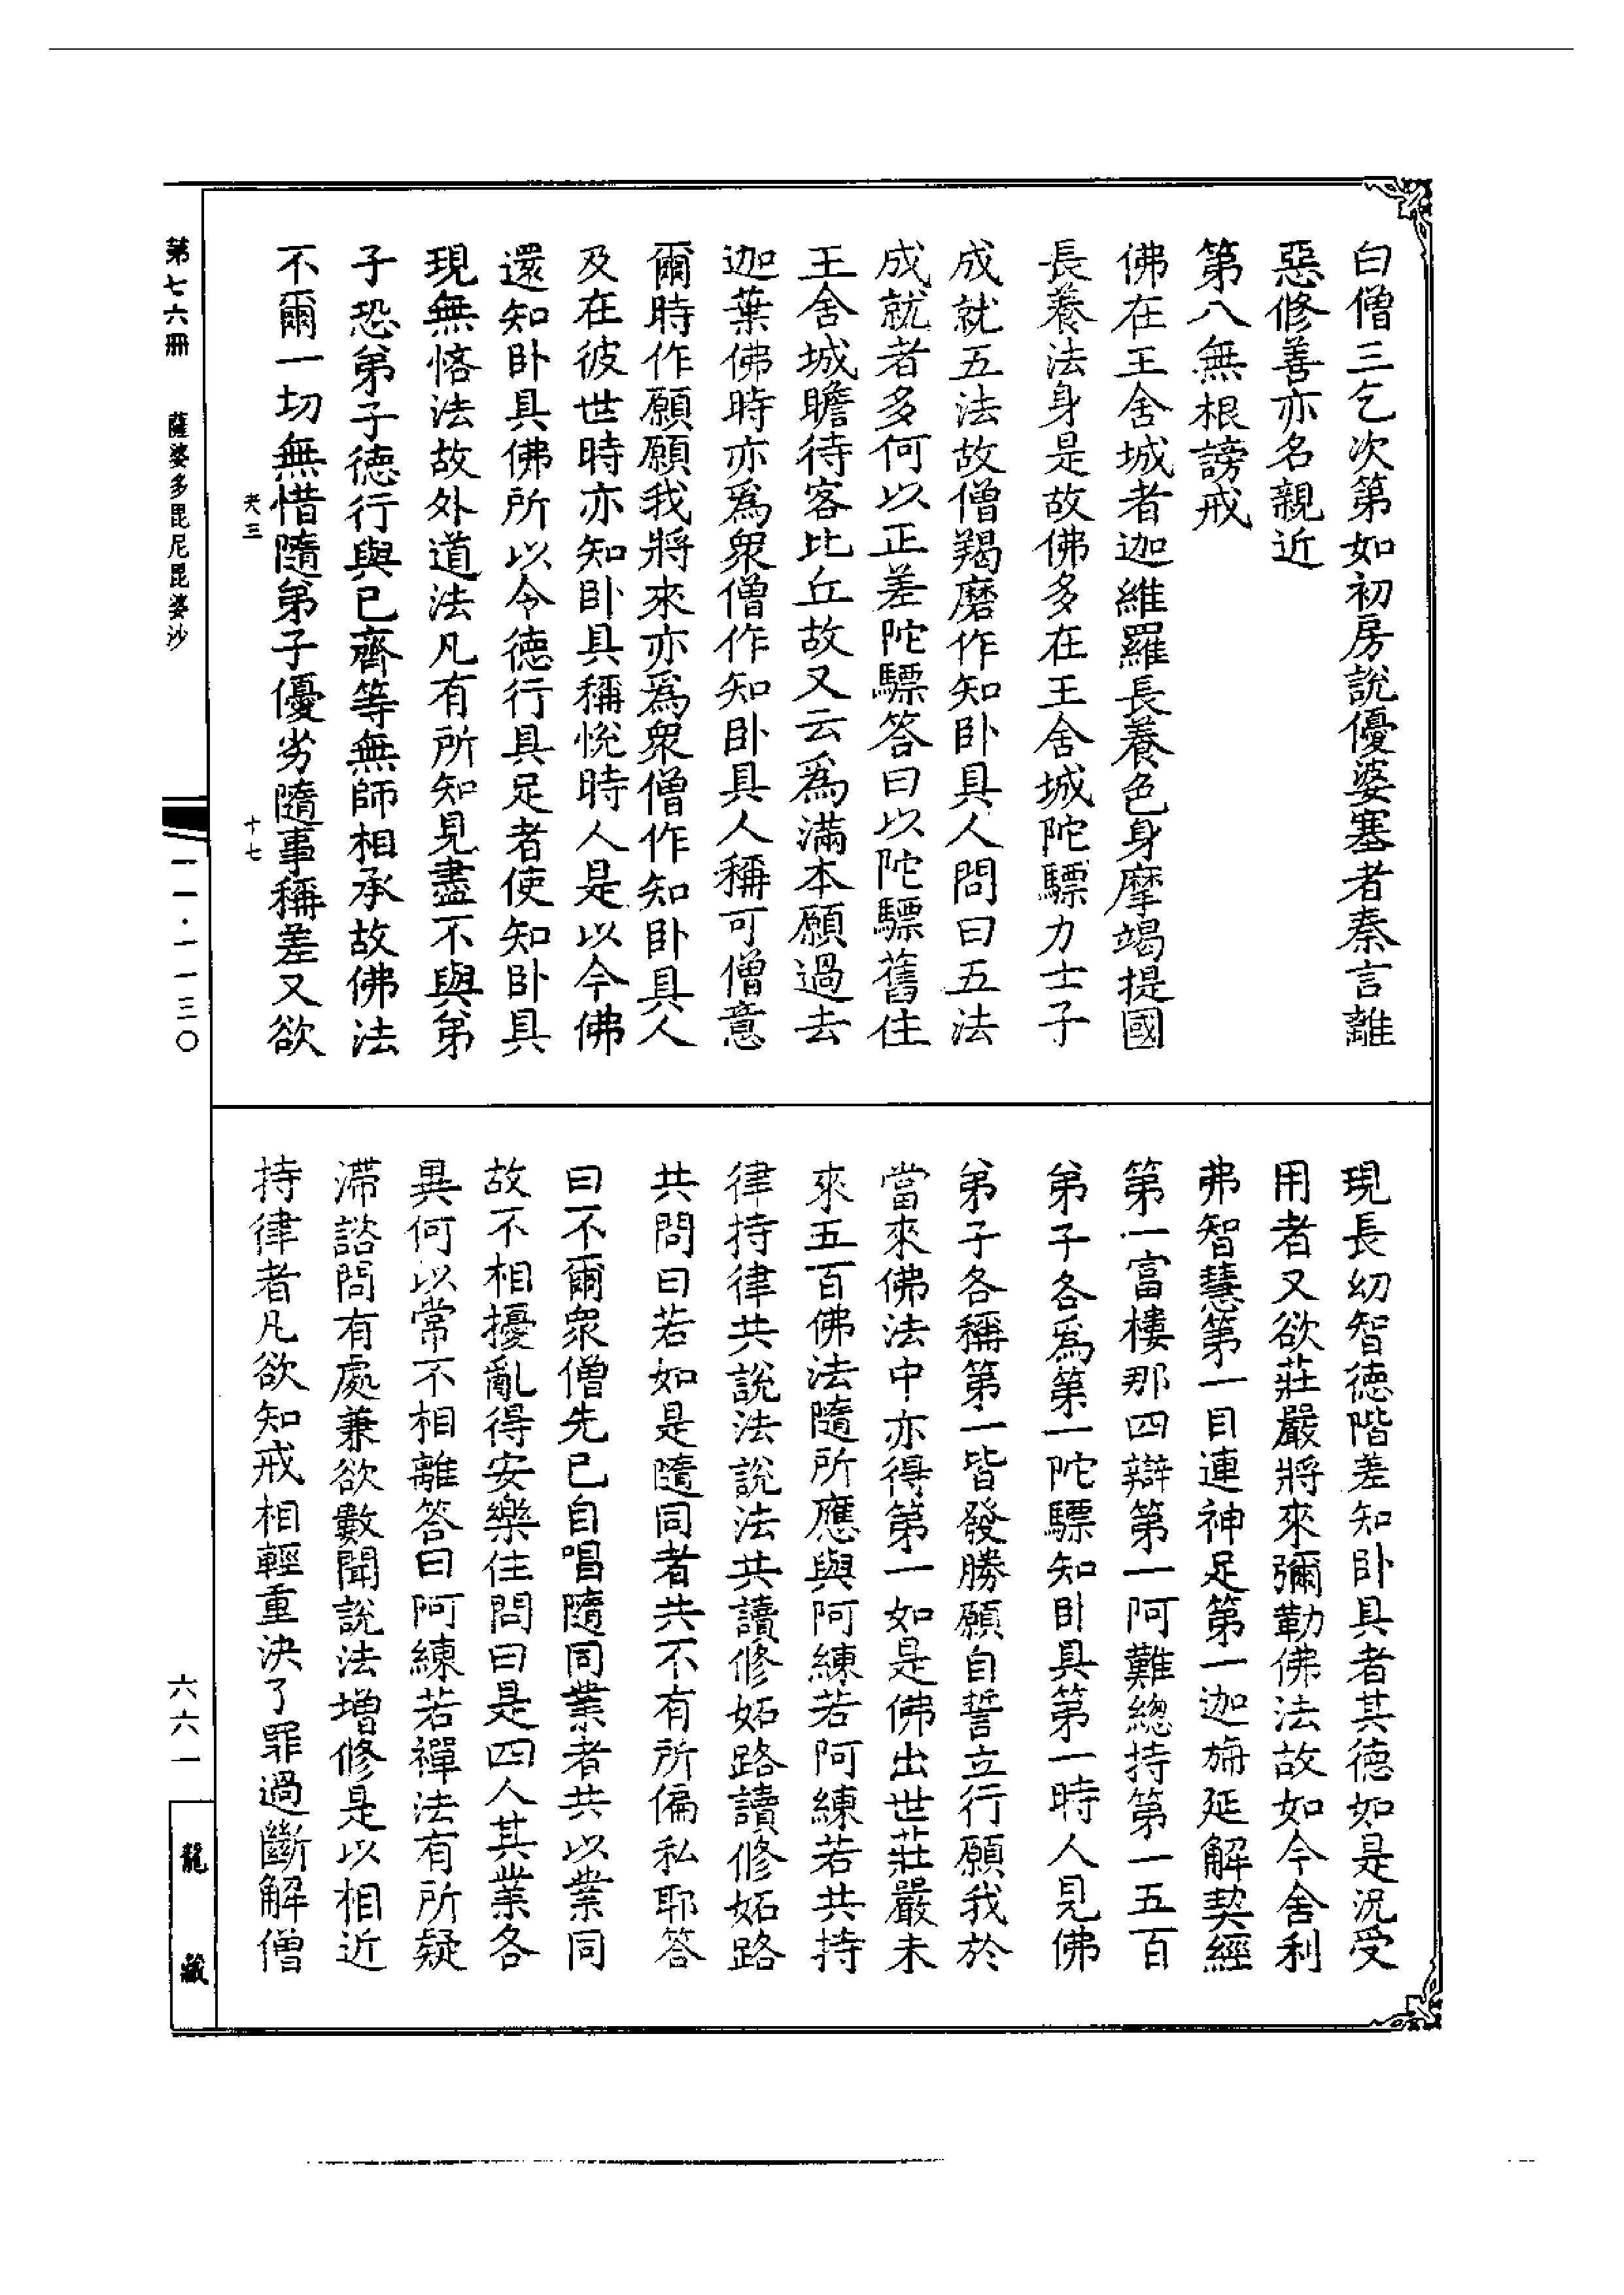 白僧三乞次第如初房說優婆塞者秦言離
惡修善亦名親近
第八無根謗戒
佛在王舍城者迦維羅長養色身摩竭提國
長養法身是故佛多在王舍城陀驃力士子
成就五法故僧羯磨作知卧具人問曰五法
成就者多何以正差陀驃答曰以陀驃舊住
王舍城瞻待客比丘故又云爲滿本願過去
迦葉佛時亦爲衆僧作知卧具人稱可僧意
爾時作願願我將來亦爲衆僧作知卧具人
及在彼世時亦知卧具稱悅時人是以今佛
還知卧具佛所以令德行具足者使知卧具
現無悋法故外道法凡有所知見盡不與弟
子恐弟子德行與已齊等無師相承故佛法
不爾一切無惜隨弟子優劣隨事稱差又欲
現長幼智德階差知卧具者其德如是況受
用者又欲莊嚴將來彌勒佛法故如今舍利
弗智慧第一目連神足第一迦旃延解契經
第一富樓那四辯第一阿難總持第一五百
弟子各爲第一陀驃知卧具第一時人見佛
弟子各稱第一皆發勝願自誓立行願我於
當來佛法中亦得第一如是佛出世莊嚴未
來五百佛法隨所應與阿練若阿練若共持
律持律共說法說法共讀修妬路讀修妬路
共問曰若如是隨同者共不有所偏私耶答
曰不爾衆僧先已自唱隨同業者共以業同
故不相擾亂得安樂住問曰是四人其業各
異何以常不相離答曰阿練若禪法有所疑
滯諮問有處兼欲數聞說法增修是以相近
持律者凡欲知戒相輕重決了罪過斷解僧
夾三
十七
第七六冊
薩婆多毘尼毘婆沙
一一·一一三〇
六六一
龍藏